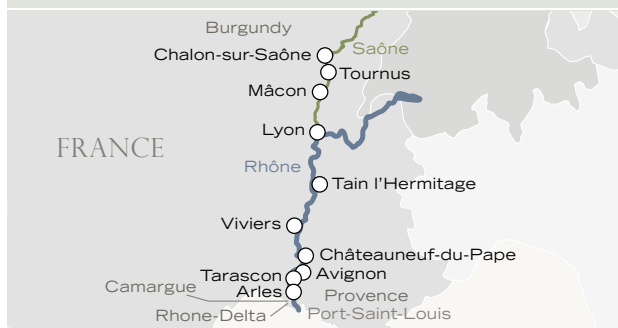 Burgundy
Chalon-sur-Saône
Saône
Tournus
Mâcon
Lyon
FRANCE
Rhône
Tain l'Hermitage
Viviers
Châteauneuf-du-Pape
Tarascon
Avignon
Camargue
Arles
Provence
Rhone-Delta
Port-Saint-Louis